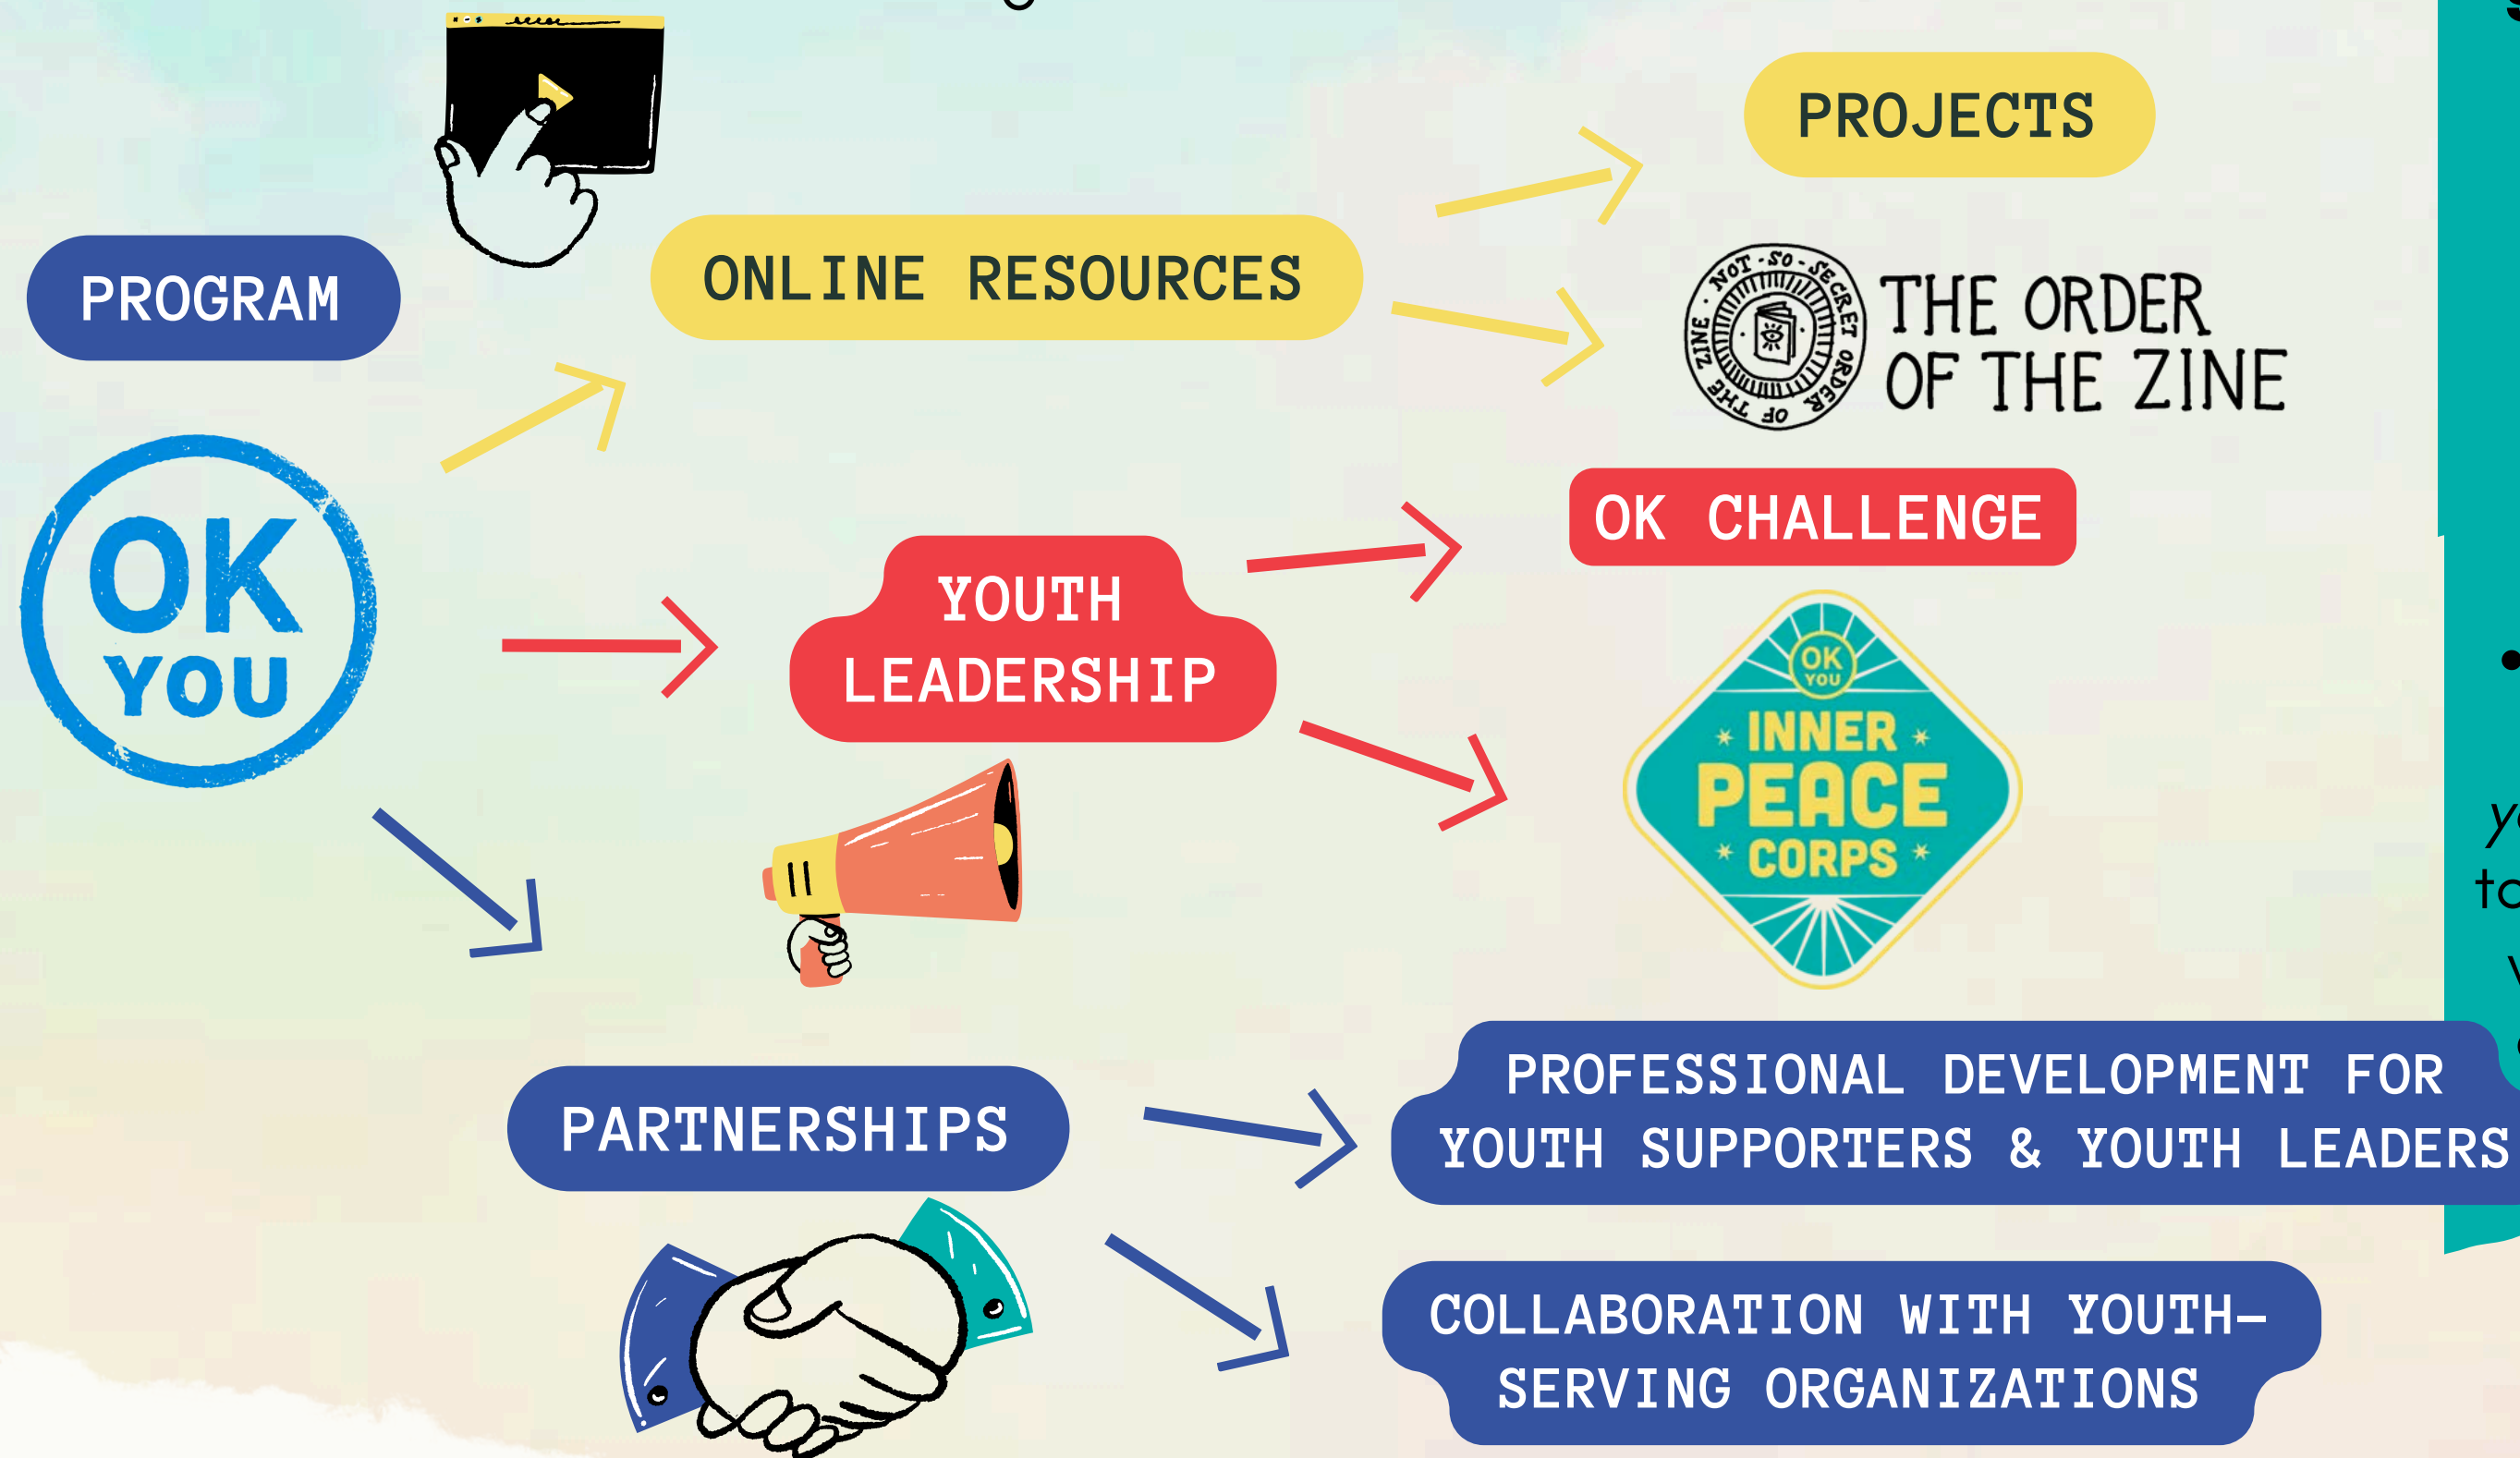 PROGRAM
OK
YOU
ONLINE RESOURCES
PROJECTS
NOT-SO-SECRET ORDER OF THE ZINE
THE ORDER
OF THE ZINE
YOUTH
LEADERSHIP
OK CHALLENGE
OK
YOU
INNER
PEACE
CORPS
PARTNERSHIPS
PROFESSIONAL DEVELOPMENT FOR
YOUTH SUPPORTERS & YOUTH LEADERS
COLLABORATION WITH YOUTH-
SERVING ORGANIZATIONS